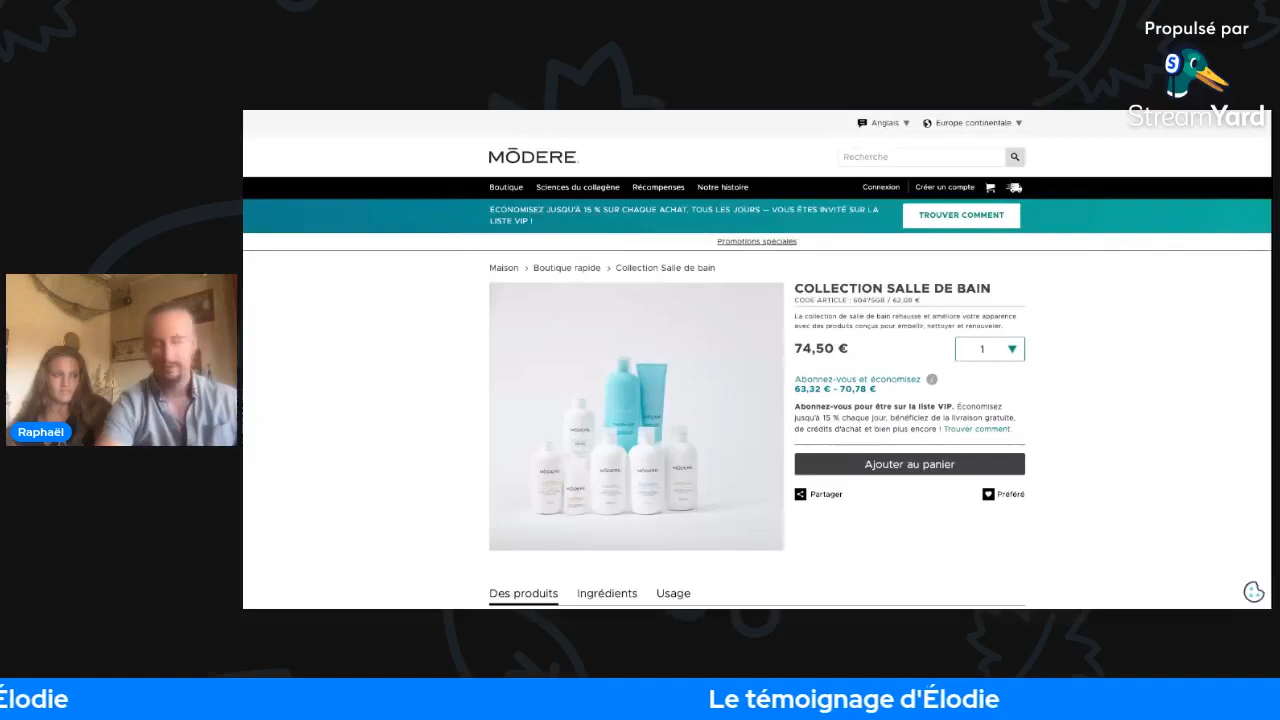 Propulsé par
StreamYard
Anglais
Europe continentale
MŌDERE
Recherche
Boutique
Sciences du collagène
Récompenses
Notre histoire
Connexion
Créer un compte
ÉCONOMISEZ JUSQU'À 15 % SUR CHAQUE ACHAT, TOUS LES JOURS — VOUS ÊTES INVITÉ SUR LA
LISTE VIP !
TROUVER COMMENT
Promotions spéciales
Maison > Boutique rapide > Collection Salle de bain
COLLECTION SALLE DE BAIN
La collection de salle de bain rehausse et améliore votre apparence
avec des produits conçus pour embellir, nettoyer et renouveler.
74,50 €
1
Abonnez-vous et économisez
63,32 € - 70,78 €
Abonnez-vous pour être sur la liste VIP. Économisez
jusqu'à 15 % chaque jour, bénéficiez de la livraison gratuite,
de crédits d'achat et bien plus encore ! Trouver comment.
Ajouter au panier
Partager
Préféré
MŌDERE
MŌDERE
MŌDERE
MŌDERE
MŌDERE
Des produits
Ingrédients
Usage
Raphaël
Élodie
Le témoignage d'Élodie